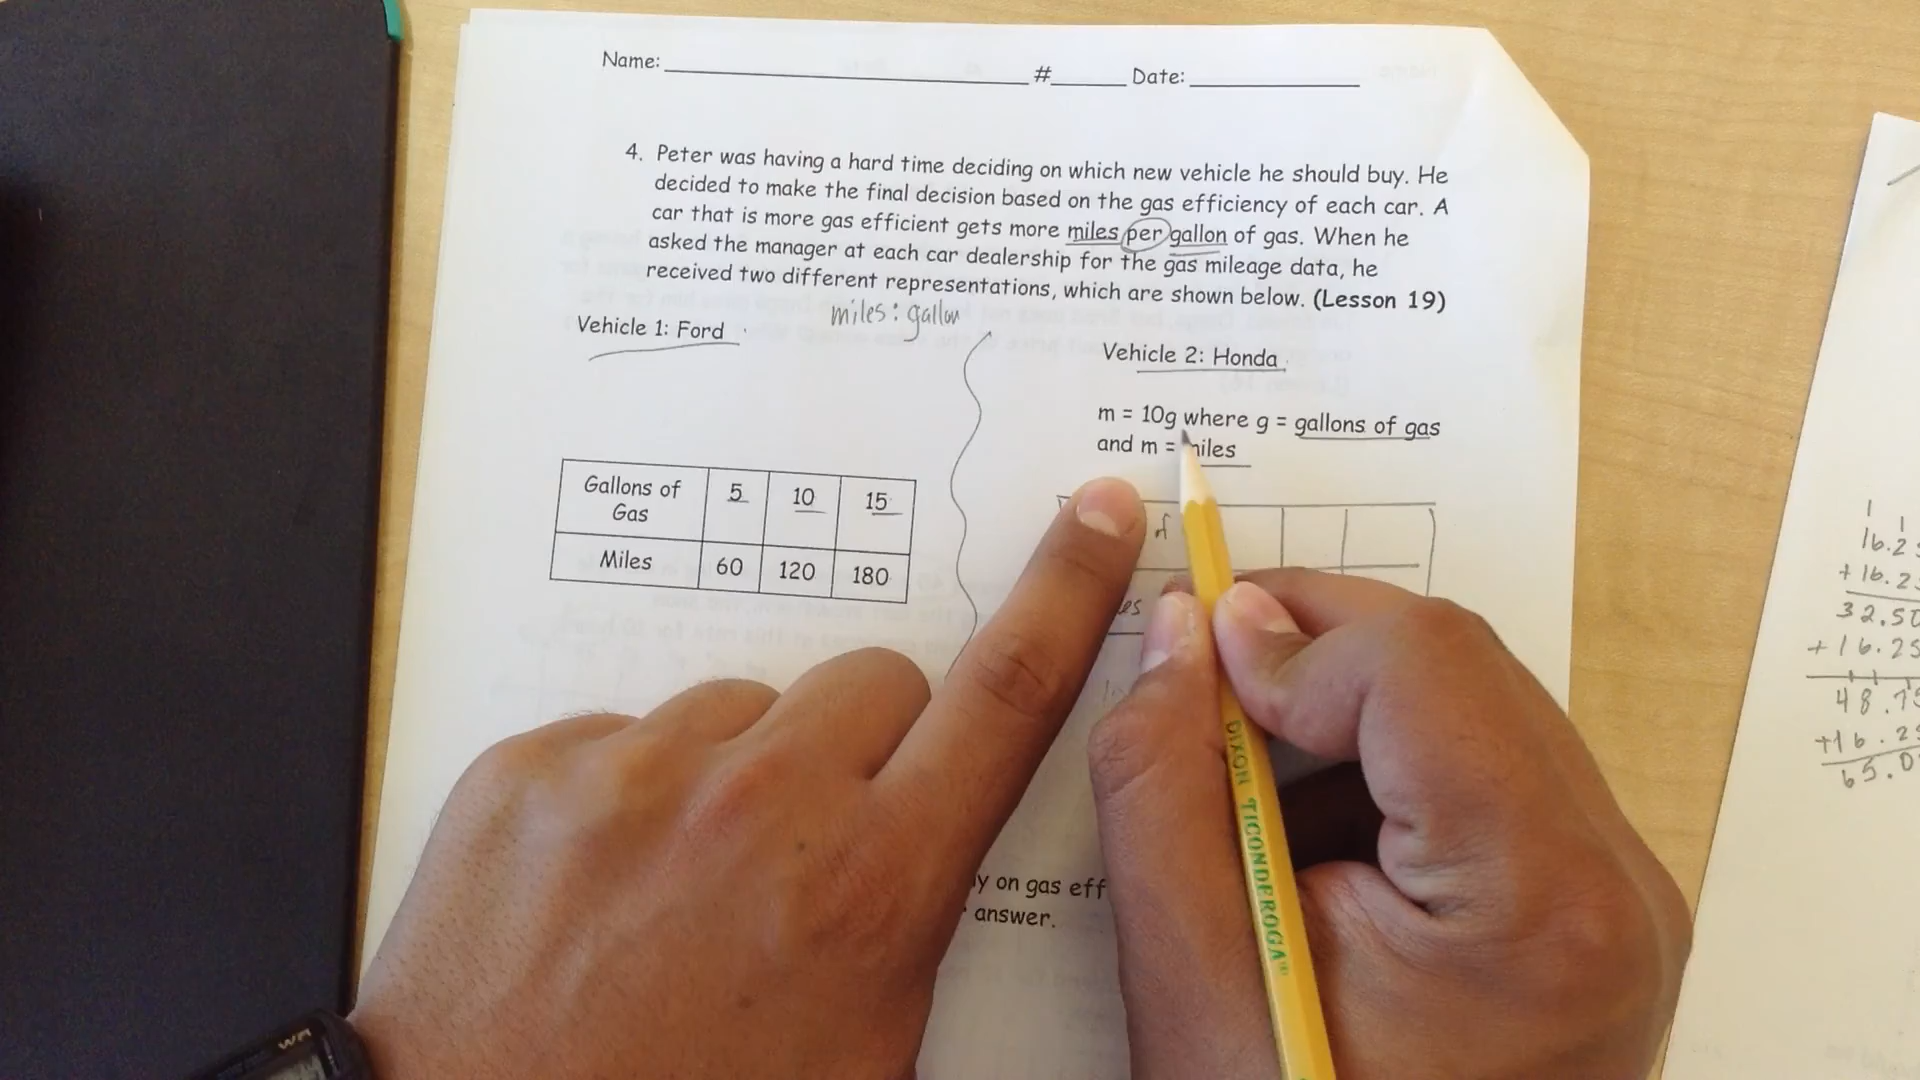 Name: # Date:
4. Peter was having a hard time deciding on which new vehicle he should buy. He
decided to make the final decision based on the gas efficiency of each car. A
car that is more gas efficient gets more miles per gallon of gas. When he
asked the manager at each car dealership for the gas mileage data, he
received two different representations, which are shown below. (Lesson 19)
miles: gallon
Vehicle 1: Ford
Gallons of 5 10 15
Gas
Miles 60 120 180
Vehicle 2: Honda
m = 10g where g = gallons of gas
and m = miles
y on gas eff
answer.
DIXON TICONDEROGA
1 1
16.2
+ 16.2
32.50
+ 16.25
48.75
+16.25
65.0